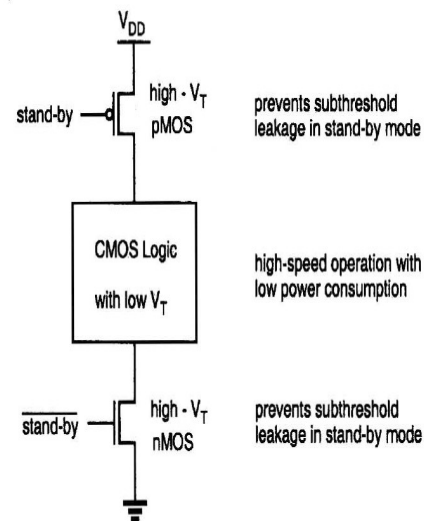 V_DD
high - V_T
stand-by
pMOS
prevents subthreshold
leakage in stand-by mode
CMOS Logic
with low V_T
high-speed operation with
low power consumption
high - V_T
stand-by
nMOS
prevents subthreshold
leakage in stand-by mode